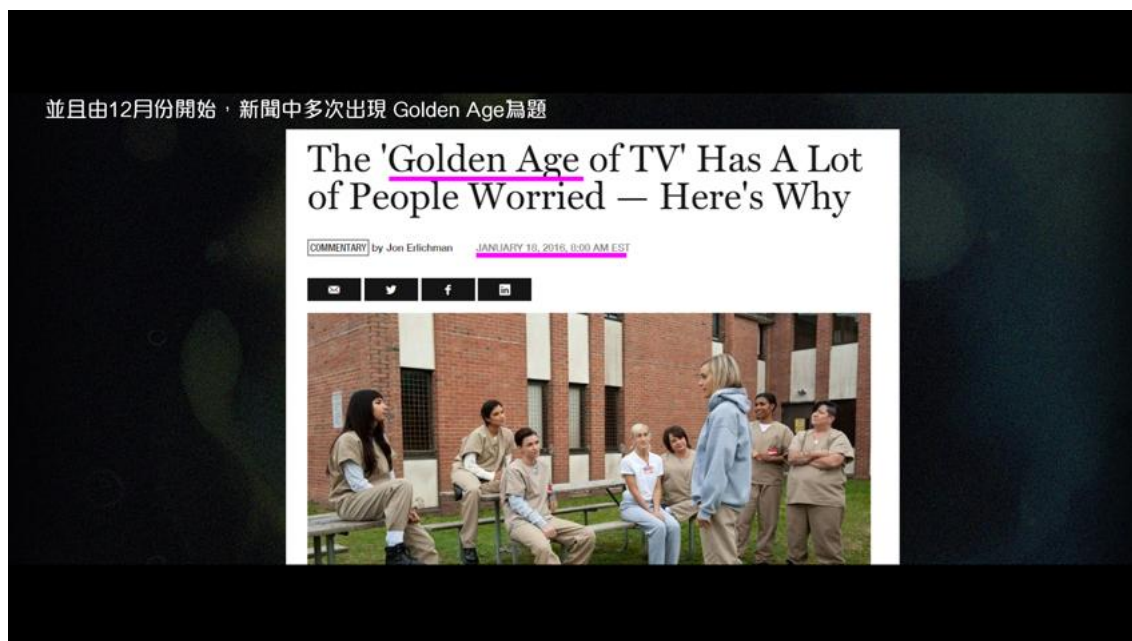 並且由12月份開始，新聞中多次出現 Golden Age為題
The 'Golden Age of TV' Has A Lot
of People Worried — Here's Why
COMMENTARY by Jon Erlichman JANUARY 18, 2016, 8:00 AM EST